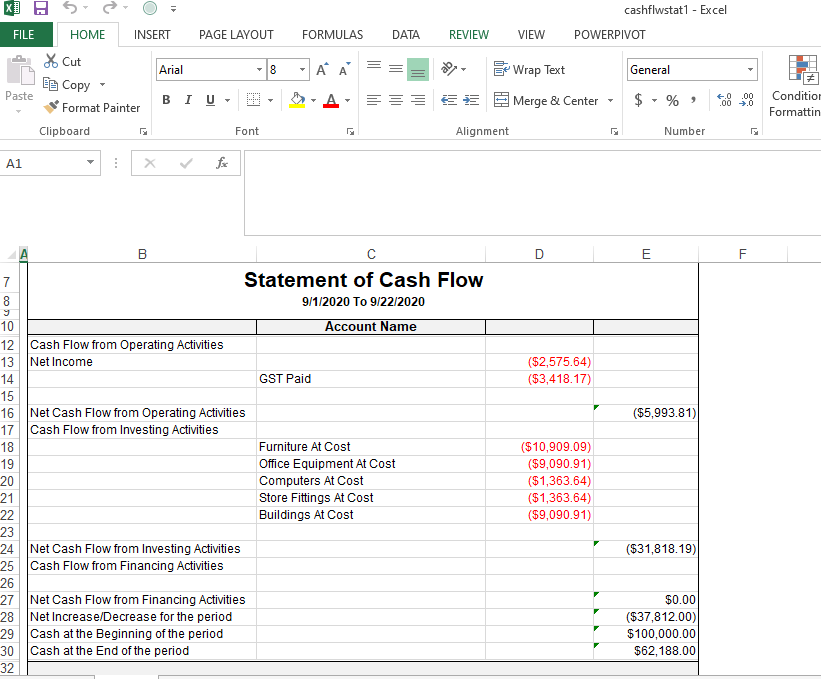 cashflwstat1 - Excel
FILE HOME INSERT PAGE LAYOUT FORMULAS DATA REVIEW VIEW POWERPIVOT
Paste
Cut
Copy
Format Painter
Clipboard
Arial 8 A A
B I U A
Font
Wrap Text
Merge & Center
Alignment
General
$ % , .00 .0 .00
Number
Condition
Formatting
A1 fx
A B C D E F
7 Statement of Cash Flow
8 9/1/2020 To 9/22/2020
9
10 Account Name
12 Cash Flow from Operating Activities
13 Net Income ($2,575.64)
14 GST Paid ($3,418.17)
15
16 Net Cash Flow from Operating Activities ($5,993.81)
17 Cash Flow from Investing Activities
18 Furniture At Cost ($10,909.09)
19 Office Equipment At Cost ($9,090.91)
20 Computers At Cost ($1,363.64)
21 Store Fittings At Cost ($1,363.64)
22 Buildings At Cost ($9,090.91)
23
24 Net Cash Flow from Investing Activities ($31,818.19)
25 Cash Flow from Financing Activities
26
27 Net Cash Flow from Financing Activities $0.00
28 Net Increase/Decrease for the period ($37,812.00)
29 Cash at the Beginning of the period $100,000.00
30 Cash at the End of the period $62,188.00
32